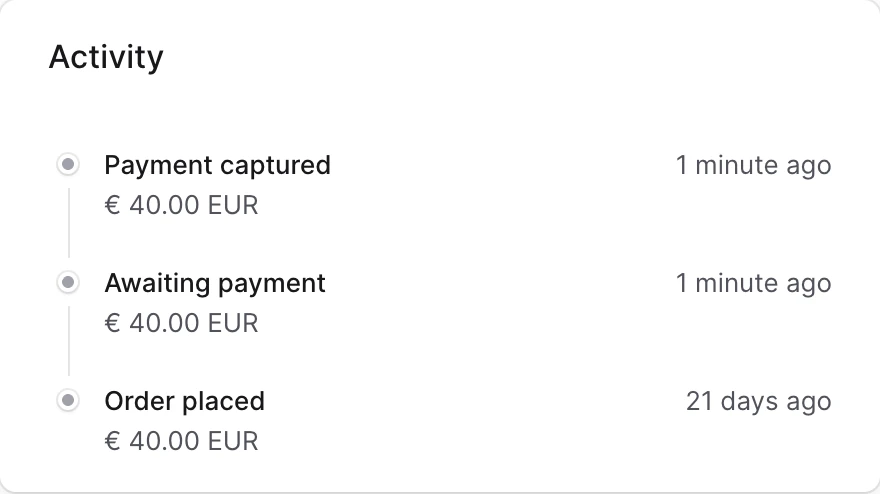 Activity
Payment captured 1 minute ago
€ 40.00 EUR
Awaiting payment 1 minute ago
€ 40.00 EUR
Order placed 21 days ago
€ 40.00 EUR